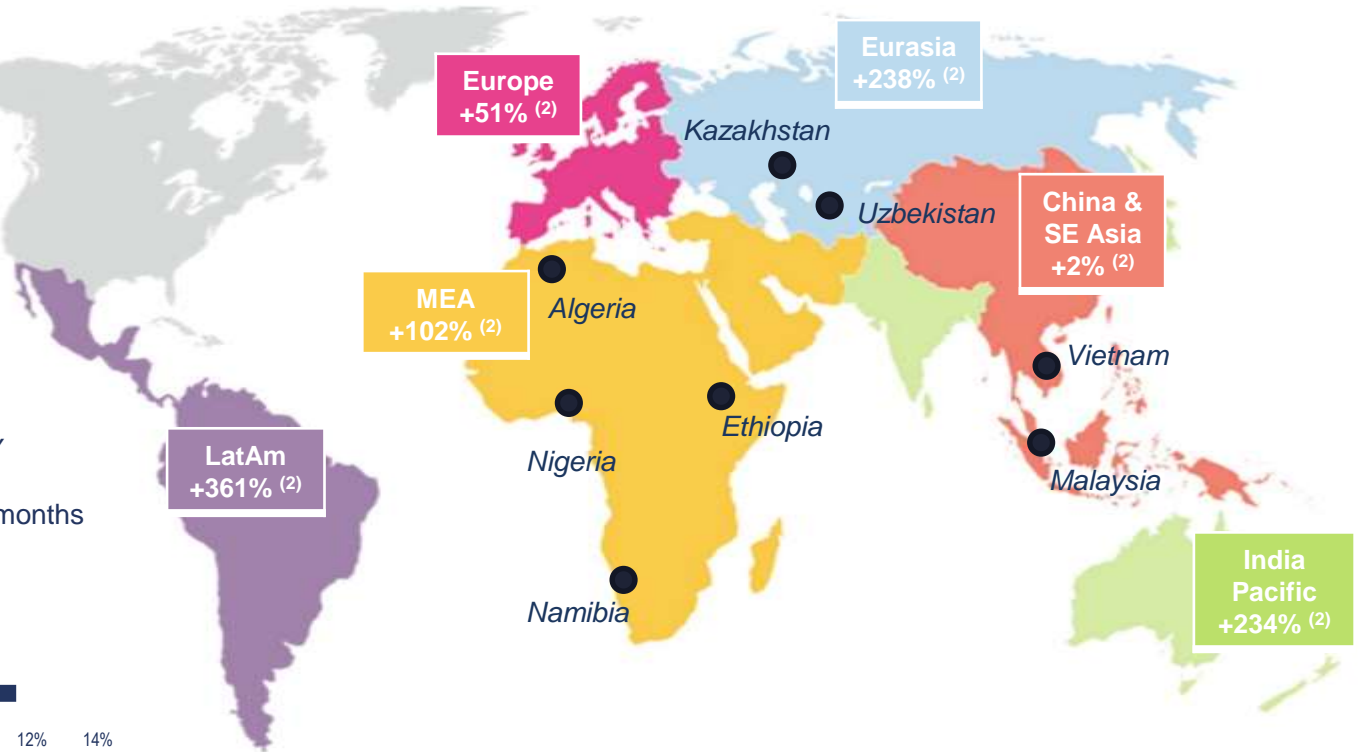 Eurasia
+238% (2)
Europe
+51% (2)
Kazakhstan
Uzbekistan
China &
SE Asia
+2% (2)
MEA
+102% (2)
Algeria
Vietnam
Ethiopia
Nigeria
LatAm
+361% (2)
Malaysia
months
India
Pacific
+234% (2)
Namibia
12% 14%